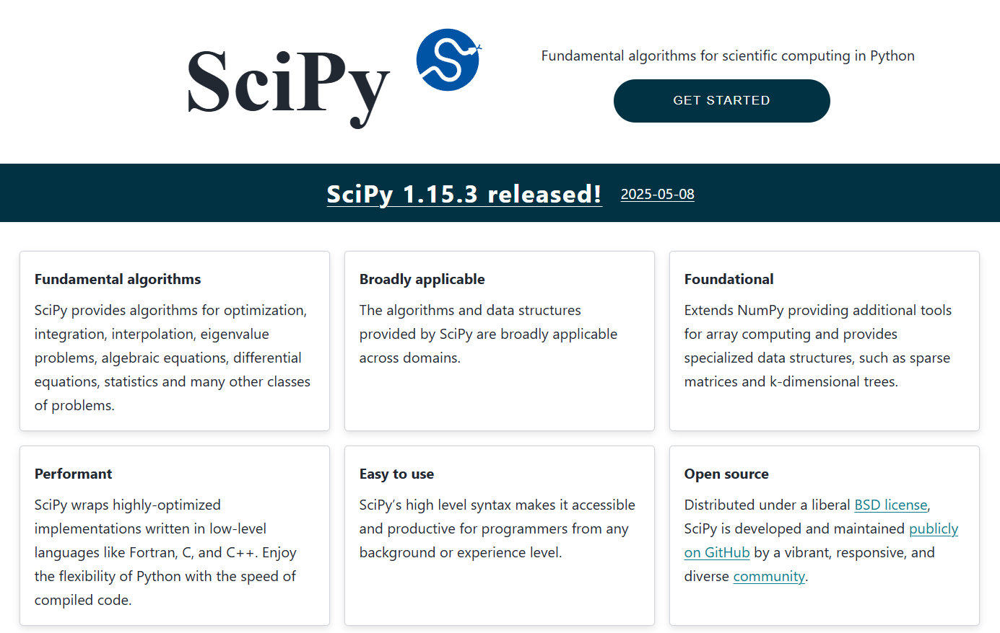 SciPy
Fundamental algorithms for scientific computing in Python
GET STARTED
SciPy 1.15.3 released!
2025-05-08
Fundamental algorithms
SciPy provides algorithms for optimization,
integration, interpolation, eigenvalue
problems, algebraic equations, differential
equations, statistics and many other classes
of problems.
Broadly applicable
The algorithms and data structures
provided by SciPy are broadly applicable
across domains.
Foundational
Extends NumPy providing additional tools
for array computing and provides
specialized data structures, such as sparse
matrices and k-dimensional trees.
Performant
SciPy wraps highly-optimized
implementations written in low-level
languages like Fortran, C, and C++. Enjoy
the flexibility of Python with the speed of
compiled code.
Easy to use
SciPy’s high level syntax makes it accessible
and productive for programmers from any
background or experience level.
Open source
Distributed under a liberal BSD license,
SciPy is developed and maintained publicly
on GitHub by a vibrant, responsive, and
diverse community.